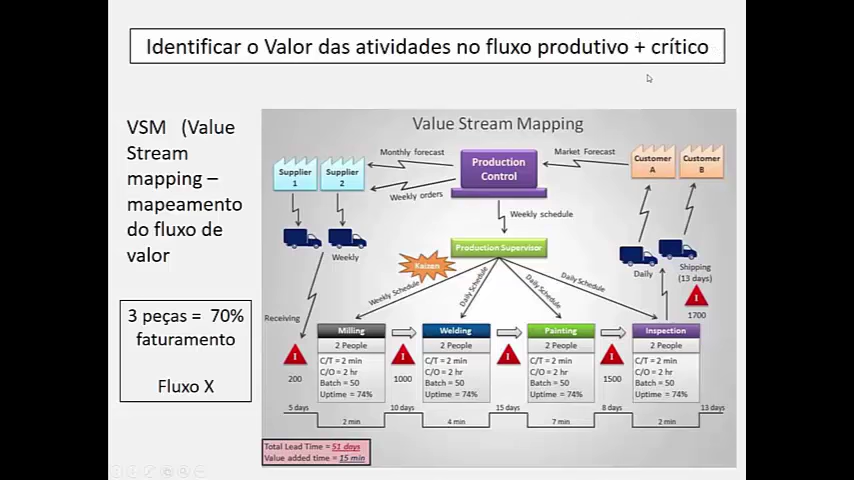 Identificar o Valor das atividades no fluxo produtivo + crítico
VSM (Value
Stream
mapping –
mapeamento
do fluxo de
valor
3 peças = 70%
faturamento
Fluxo X
Value Stream Mapping
Supplier
1
Supplier
2
Monthly forecast
Weekly orders
Production
Control
Market Forecast
Customer
A
Customer
B
Weekly schedule
Production Supervisor
Weekly
Kaizen
Daily
Shipping
(13 days)
I
1700
Receiving
Weekly Schedule
Daily Schedule
Daily Schedule
Daily Schedule
I
200
Milling
2 People
C/T = 2 min
C/O = 2 hr
Batch = 50
Uptime = 74%
I
1000
Welding
2 People
C/T = 2 min
C/O = 2 hr
Batch = 50
Uptime = 74%
I
Painting
2 People
C/T = 2 min
C/O = 2 hr
Batch = 50
Uptime = 74%
I
1500
Inspection
2 People
C/T = 2 min
C/O = 2 hr
Batch = 50
Uptime = 74%
5 days
10 days
15 days
8 days
13 days
2 min
4 min
7 min
2 min
Total Lead Time = 51 days
Value added time = 15 min